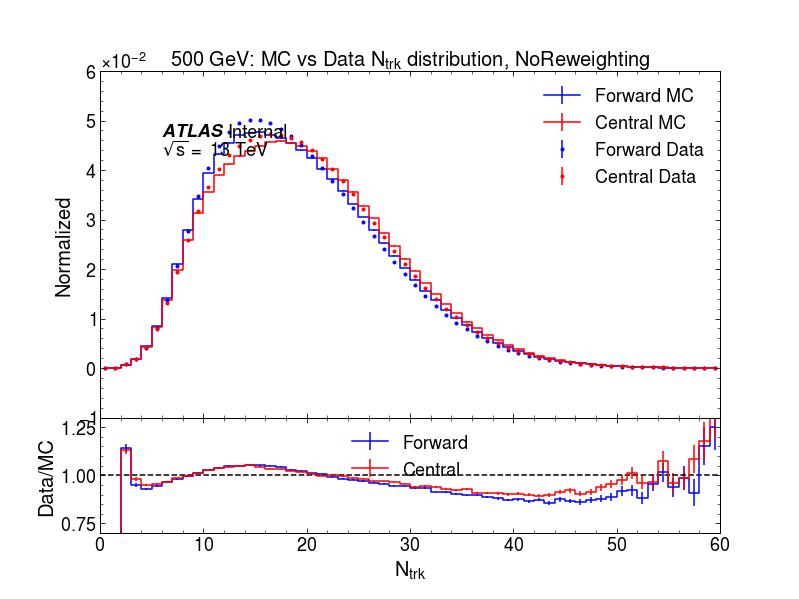 ×10−2
500 GeV: MC vs Data Ntrk distribution, NoReweighting
6
5
4
3
2
1
0
−1
Normalized
ATLAS Internal
√s = 13 TeV
Forward MC
Central MC
Forward Data
Central Data
1.25
1.00
0.75
Data/MC
Forward
Central
0 10 20 30 40 50 60
Ntrk